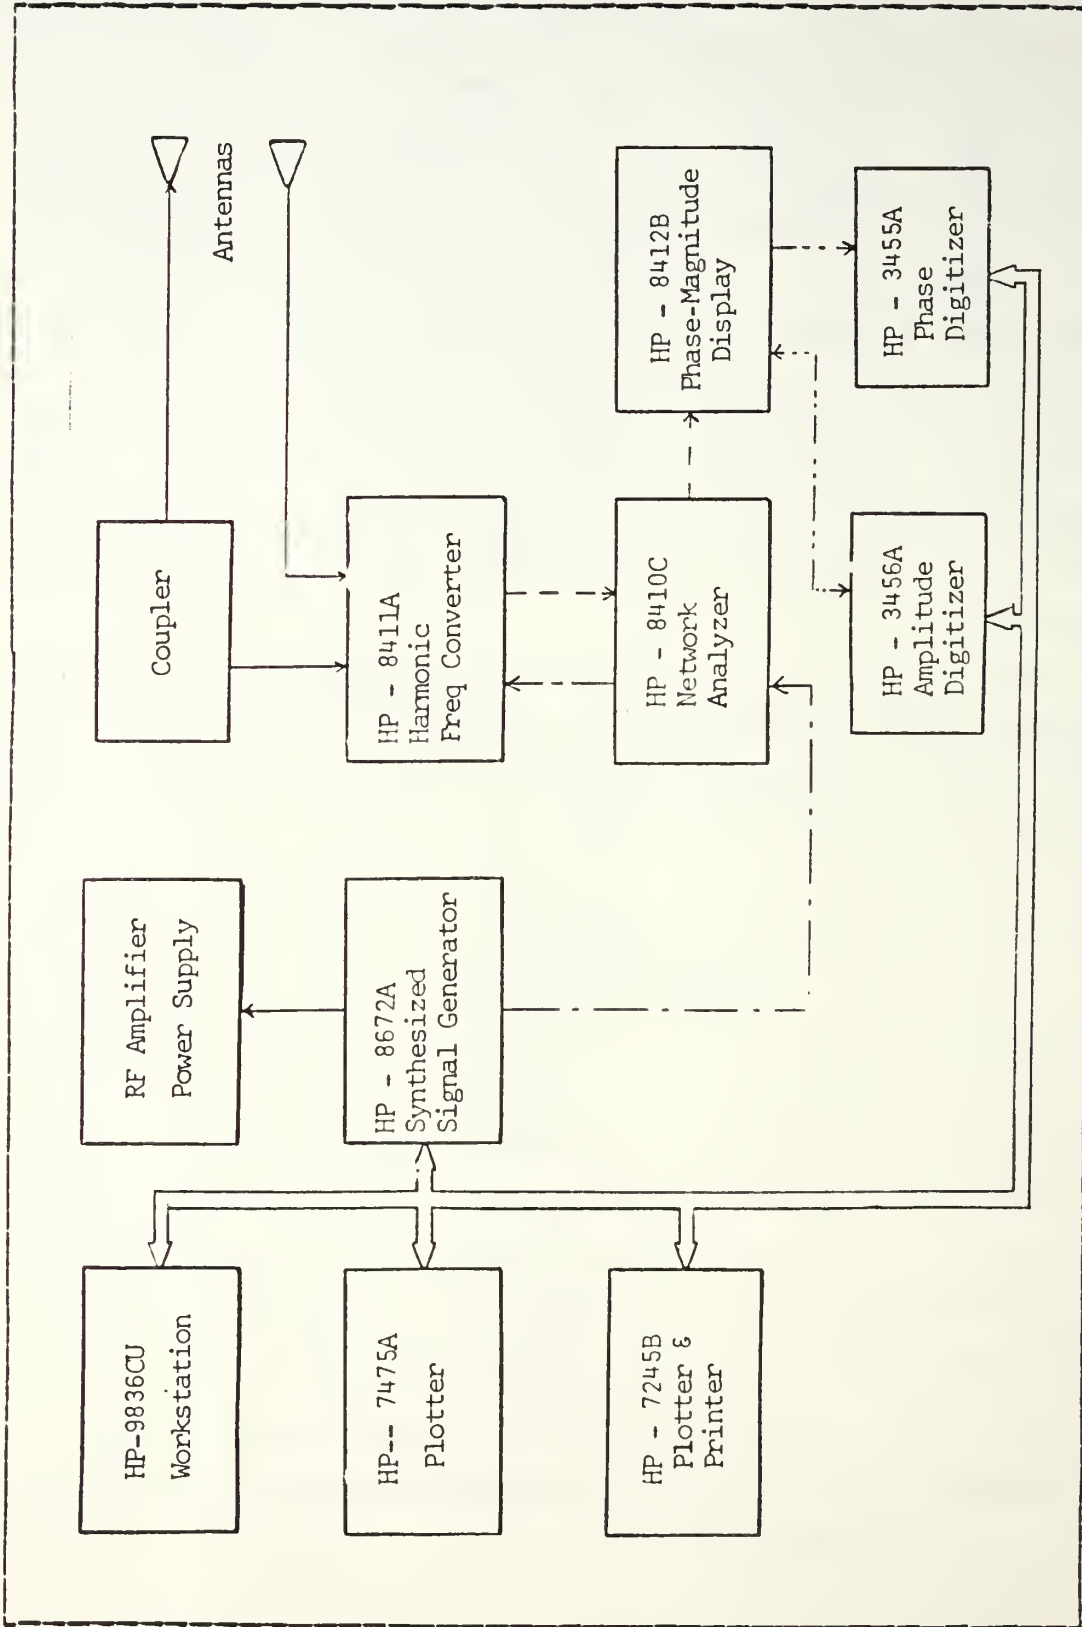 HP-9836CU
Workstation
HP-- 7475A
Plotter
HP - 7245B
Plotter &
Printer
RF Amplifier
Power Supply
HP - 8672A
Synthesized
Signal Generator
Coupler
Antennas
HP - 8411A
Harmonic
Freq Converter
HP - 8410C
Network
Analyzer
HP - 8412B
Phase-Magnitude
Display
HP - 3456A
Amplitude
Digitizer
HP - 3455A
Phase
Digitizer